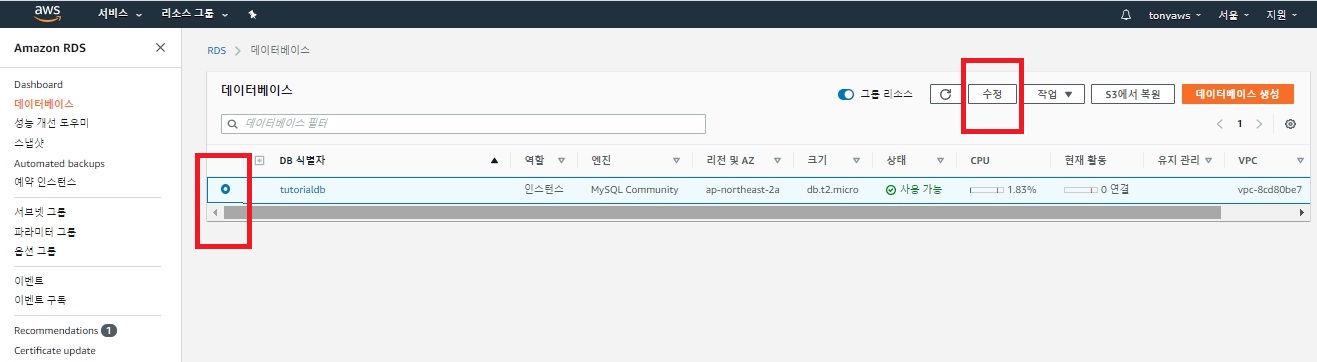 aws 서비스 리소스 그룹 tonyaws 서울 지원
Amazon RDS
Dashboard
데이터베이스
성능 개선 도우미
스냅샷
Automated backups
예약 인스턴스
서브넷 그룹
파라미터 그룹
옵션 그룹
이벤트
이벤트 구독
Recommendations 1
Certificate update
RDS > 데이터베이스
데이터베이스 그룹 리소스 수정 작업 S3에서 복원 데이터베이스 생성
데이터베이스 필터 1
DB 식별자 역할 엔진 리전 및 AZ 크기 상태 CPU 현재 활동 유지 관리 VPC
tutorialdb 인스턴스 MySQL Community ap-northeast-2a db.t2.micro 사용 가능 1.83% 0 연결 vpc-8cd80be7